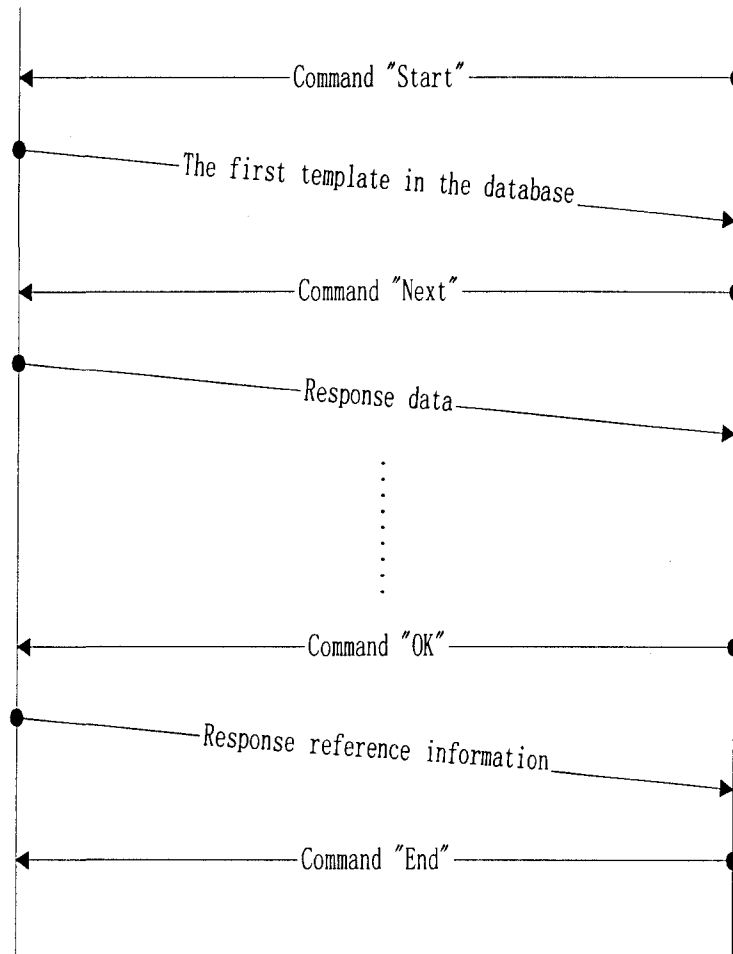 Command "Start"
The first template in the database
Command "Next"
Response data
Command "OK"
Response reference information
Command "End"